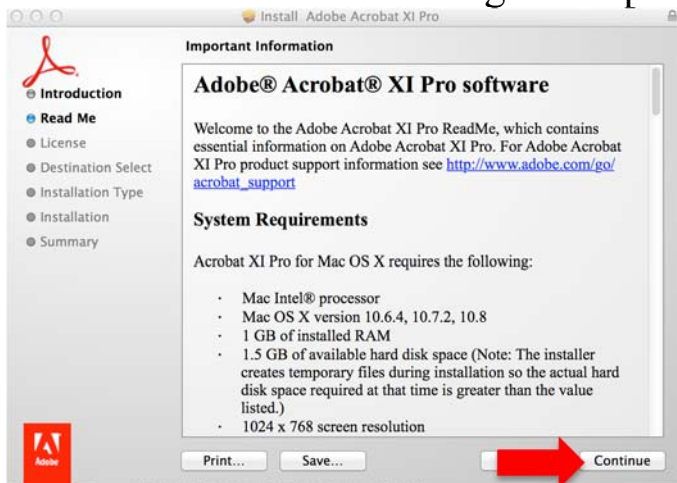 Install Adobe Acrobat XI Pro
Important Information
Introduction
Read Me
License
Destination Select
Installation Type
Installation
Summary
Adobe® Acrobat® XI Pro software
Welcome to the Adobe Acrobat XI Pro ReadMe, which contains
essential information on Adobe Acrobat XI Pro. For Adobe Acrobat
XI Pro product support information see http://www.adobe.com/go/
acrobat_support
System Requirements
Acrobat XI Pro for Mac OS X requires the following:
· Mac Intel® processor
· Mac OS X version 10.6.4, 10.7.2, 10.8
· 1 GB of installed RAM
· 1.5 GB of available hard disk space (Note: The installer
creates temporary files during installation so the actual hard
disk space required at that time is greater than the value
listed.)
· 1024 x 768 screen resolution
Adobe
Print... Save... Continue